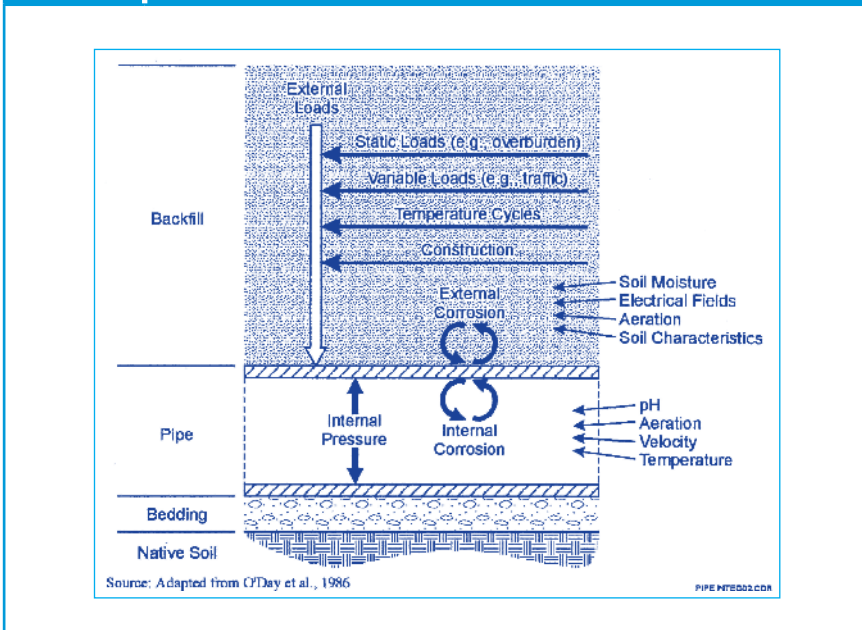 External
Loads
Static Loads (e.g., overburden)
Variable Loads (e.g., traffic)
Temperature Cycles
Construction
Backfill
External
Corrosion
Soil Moisture
Electrical Fields
Aeration
Soil Characteristics
Pipe
Internal
Pressure
Internal
Corrosion
pH
Aeration
Velocity
Temperature
Bedding
Native Soil
Source: Adapted from O'Day et al., 1986
PIPE